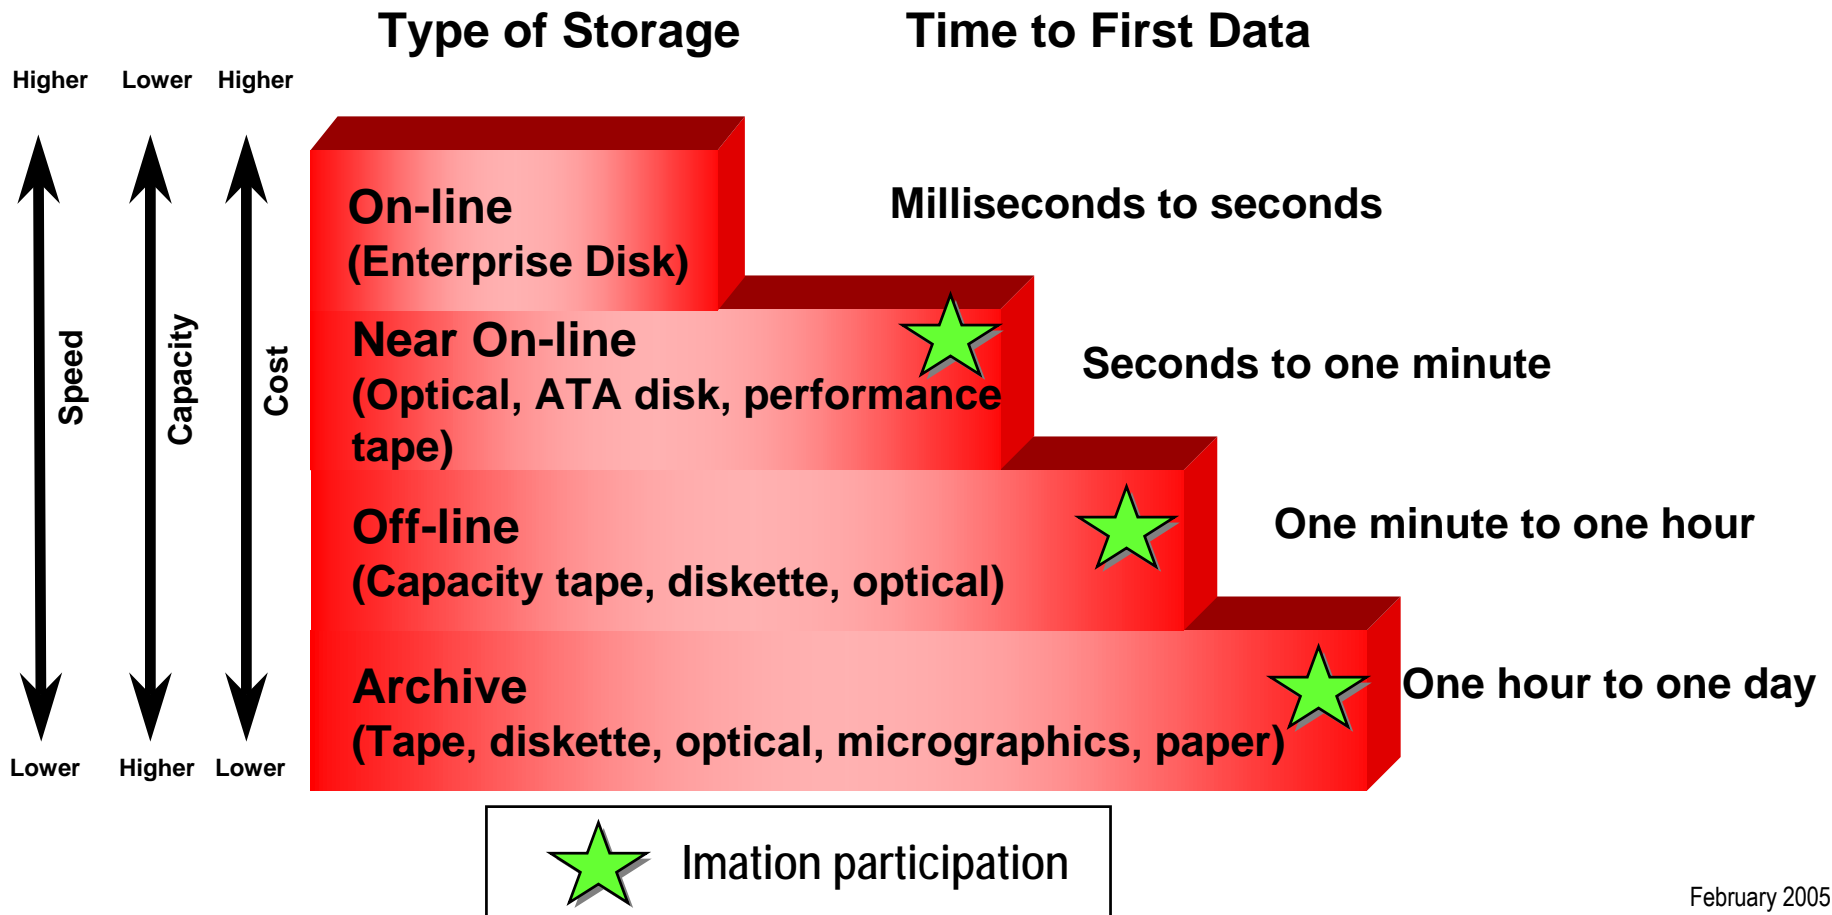 Type of Storage
Time to First Data
Higher
Lower
Higher
Speed
Capacity
Cost
Lower
Higher
Lower
On-line
(Enterprise Disk)
Milliseconds to seconds
Near On-line
(Optical, ATA disk, performance
tape)
Seconds to one minute
Off-line
(Capacity tape, diskette, optical)
One minute to one hour
Archive
(Tape, diskette, optical, micrographics, paper)
One hour to one day
Imation participation
February 2005